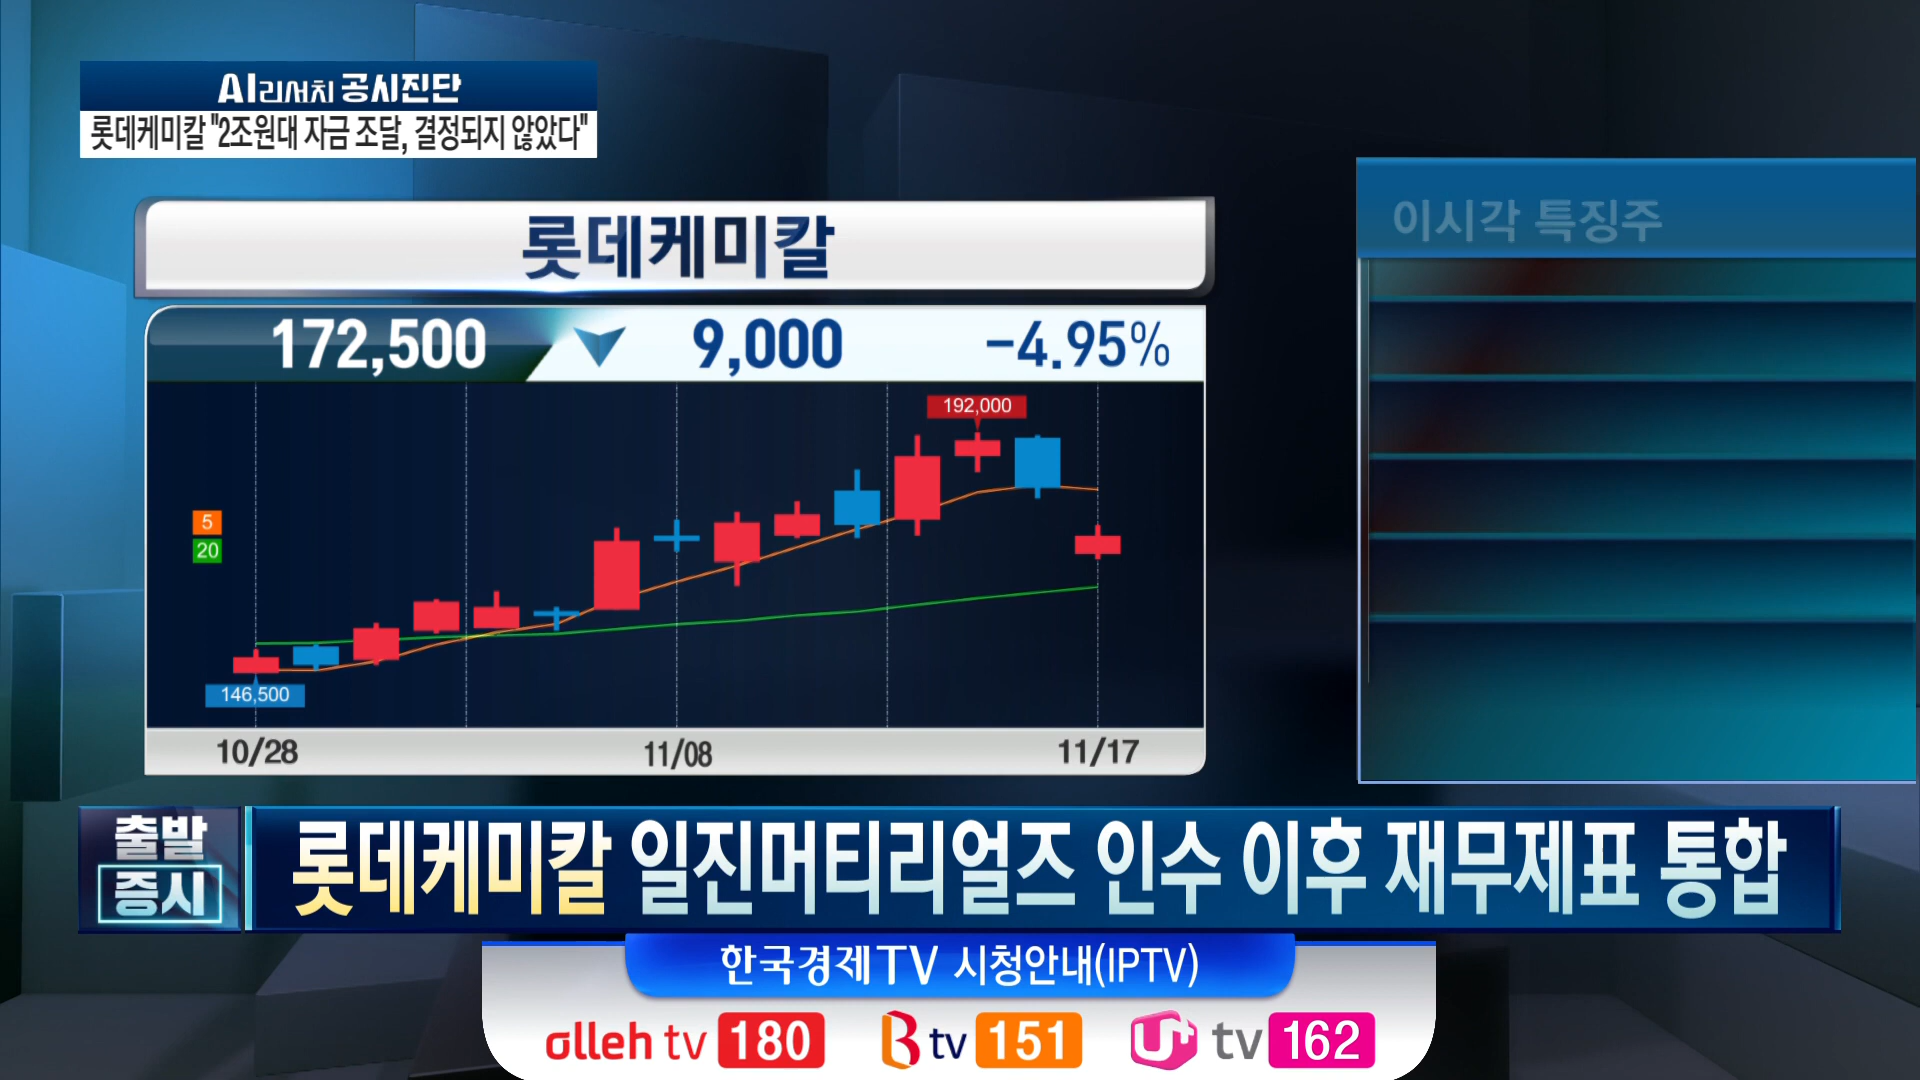 AI리서치 공시진단
롯데케미칼 "2조원대 자금 조달, 결정되지 않았다"
이시각 특징주
롯데케미칼
172,500 9,000 -4.95%
192,000
5
20
146,500
10/28 11/08 11/17
출발
증시
롯데케미칼 일진머티리얼즈 인수 이후 재무제표 통합
한국경제TV 시청안내(IPTV)
olleh tv 180 B tv 151 U+ tv 162